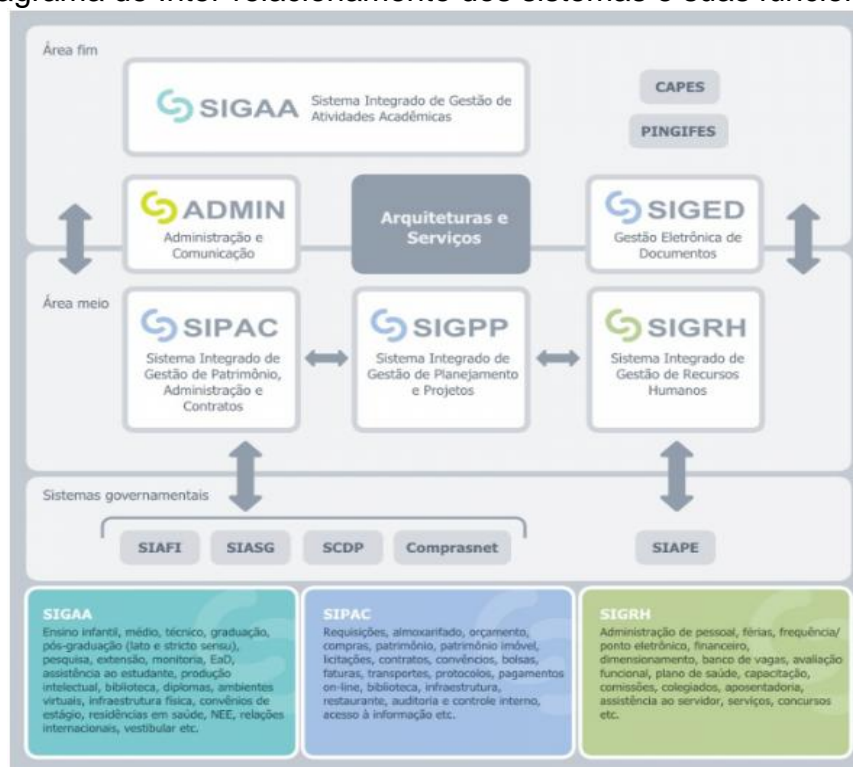 agrama do Inter-relacionamento dos sistemas e suas
Área fim
SIGAA
Sistema Integrado de Gestão de
Atividades Acadêmicas
CAPES
PINGIFES
ADMIN
Administração e
Comunicação
Arquiteturas e
Serviços
SIGED
Gestão Eletrônica de
Documentos
Área meio
SIPAC
Sistema Integrado de
Gestão de Patrimônio,
Administração e
Contratos
SIGPP
Sistema Integrado de
Gestão de Planejamento
e Projetos
SIGRH
Sistema Integrado de
Gestão de Recursos
Humanos
Sistemas governamentais
SIAFI
SIASG
SCDP
Comprasnet
SIAPE
SIGAA
Ensino infantil, médio, técnico, graduação,
pós-graduação (lato e stricto sensu),
pesquisa, extensão, monitoria, EaD,
assistência ao estudante, produção
intelectual, biblioteca, diplomas, ambientes
virtuais, infraestrutura física, convênios de
estágio, residências em saúde, NEE, relações
internacionais, vestibular etc.
SIPAC
Requisições, almoxarifado, orçamento,
compras, patrimônio, patrimônio imóvel,
licitações, contratos, convênios, bolsas,
faturas, transportes, protocolos, pagamentos
on-line, biblioteca, infraestrutura,
restaurante, auditoria e controle interno,
acesso à informação etc.
SIGRH
Administração de pessoal, férias, frequência/
ponto eletrônico, financeiro,
dimensionamento, banco de vagas, avaliação
funcional, plano de saúde, capacitação,
comissões, colegiados, aposentadoria,
assistência ao servidor, serviços, concursos
etc.